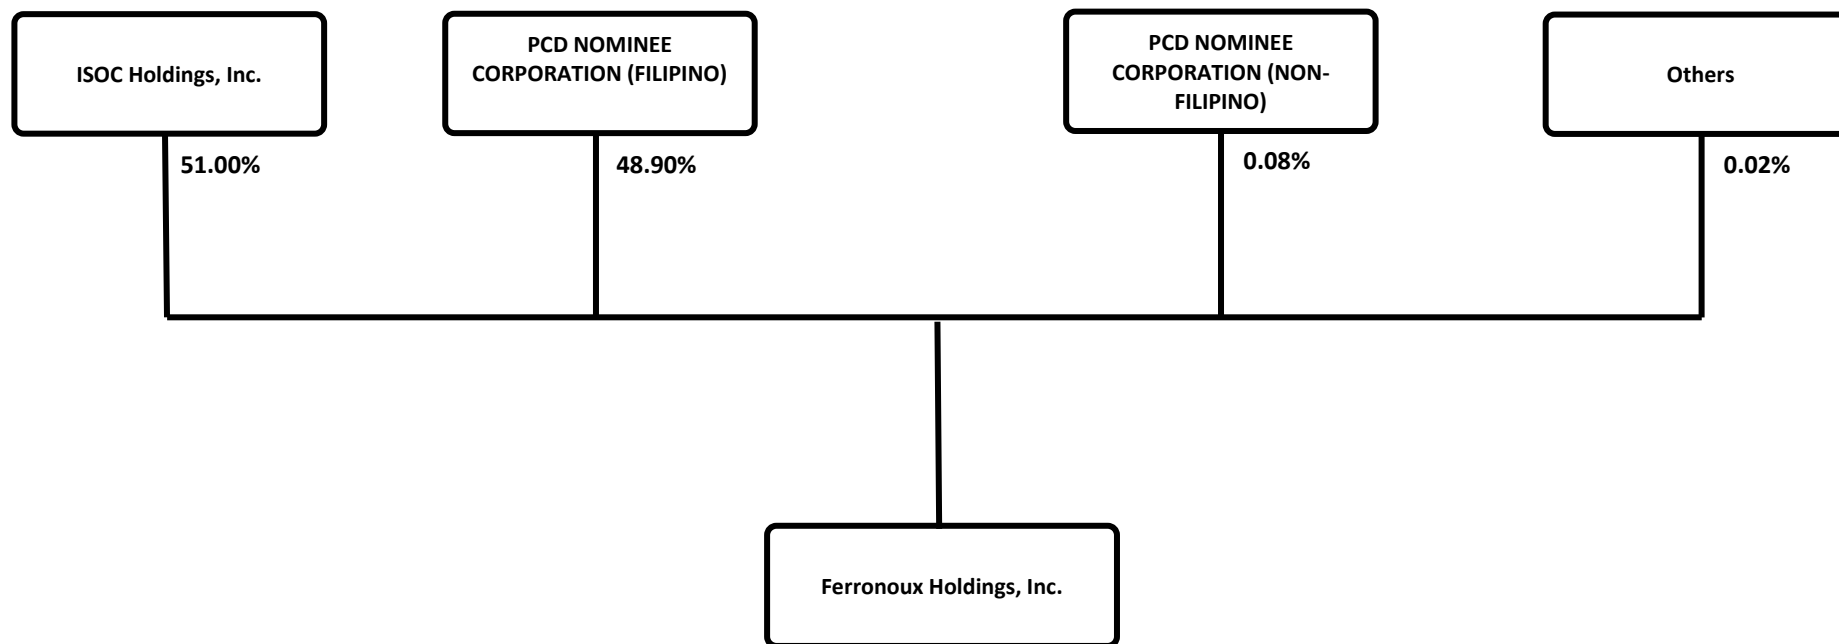 ISOC Holdings, Inc.
PCD NOMINEE
CORPORATION (FILIPINO)
PCD NOMINEE
CORPORATION (NON-
FILIPINO)
Others
51.00%
48.90%
0.08%
0.02%
Ferronoux Holdings, Inc.